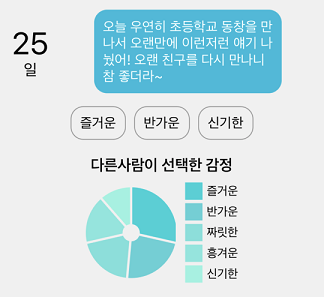 25
일
오늘 우연히 초등학교 동창을 만
나서 오랜만에 이런저런 얘기 나
눴어! 오랜 친구를 다시 만나니
참 좋더라~
즐거운 반가운 신기한
다른사람이 선택한 감정
즐거운
반가운
짜릿한
흥겨운
신기한